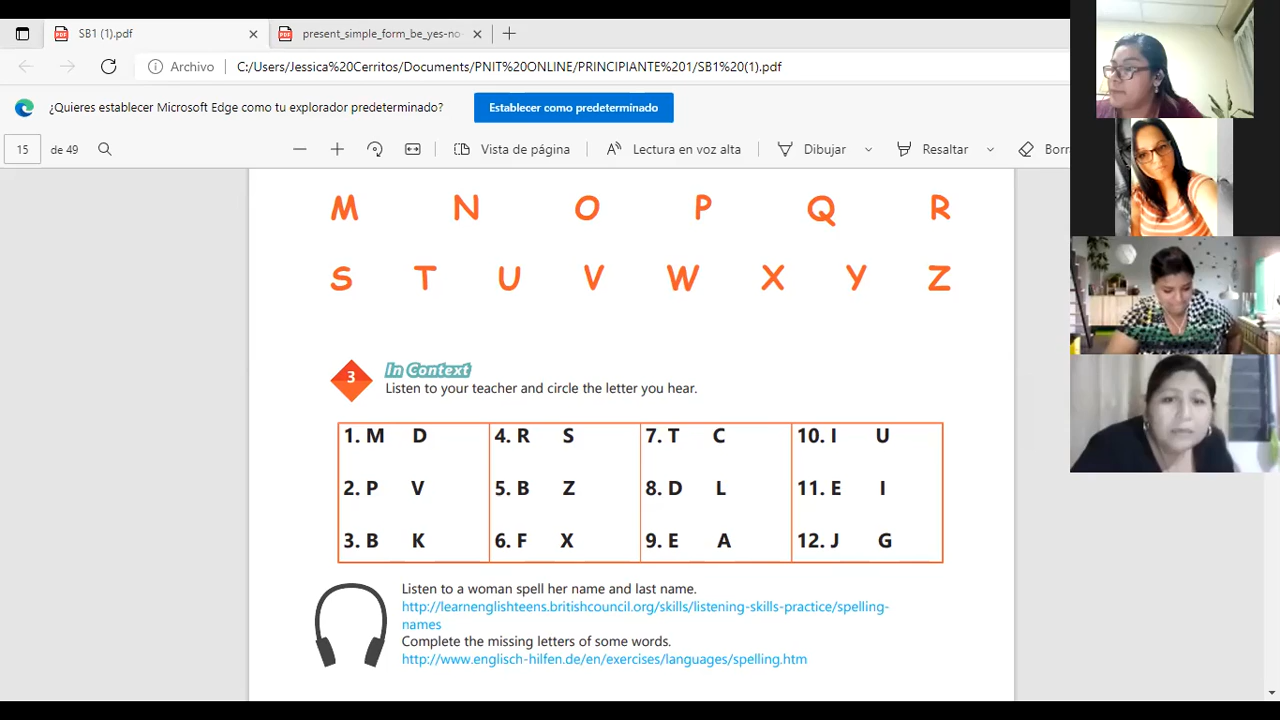 SB1 (1).pdf
present_simple_form_be_yes-no
Archivo C:/Users/Jessica%20Cerritos/Documents/PNIT%20ONLINE/PRINCIPIANTE%201/SB1%20(1).pdf
¿Quieres establecer Microsoft Edge como tu explorador predeterminado? Establecer como predeterminado
15 de 49 Vista de página Lectura en voz alta Dibujar Resaltar Borr
M N O P Q R
S T U V W X Y Z
3 In Context
Listen to your teacher and circle the letter you hear.
1. M D 4. R S 7. T C 10. I U
2. P V 5. B Z 8. D L 11. E I
3. B K 6. F X 9. E A 12. J G
Listen to a woman spell her name and last name.
http://learnenglishteens.britishcouncil.org/skills/listening-skills-practice/spelling-
names
Complete the missing letters of some words.
http://www.englisch-hilfen.de/en/exercises/languages/spelling.htm